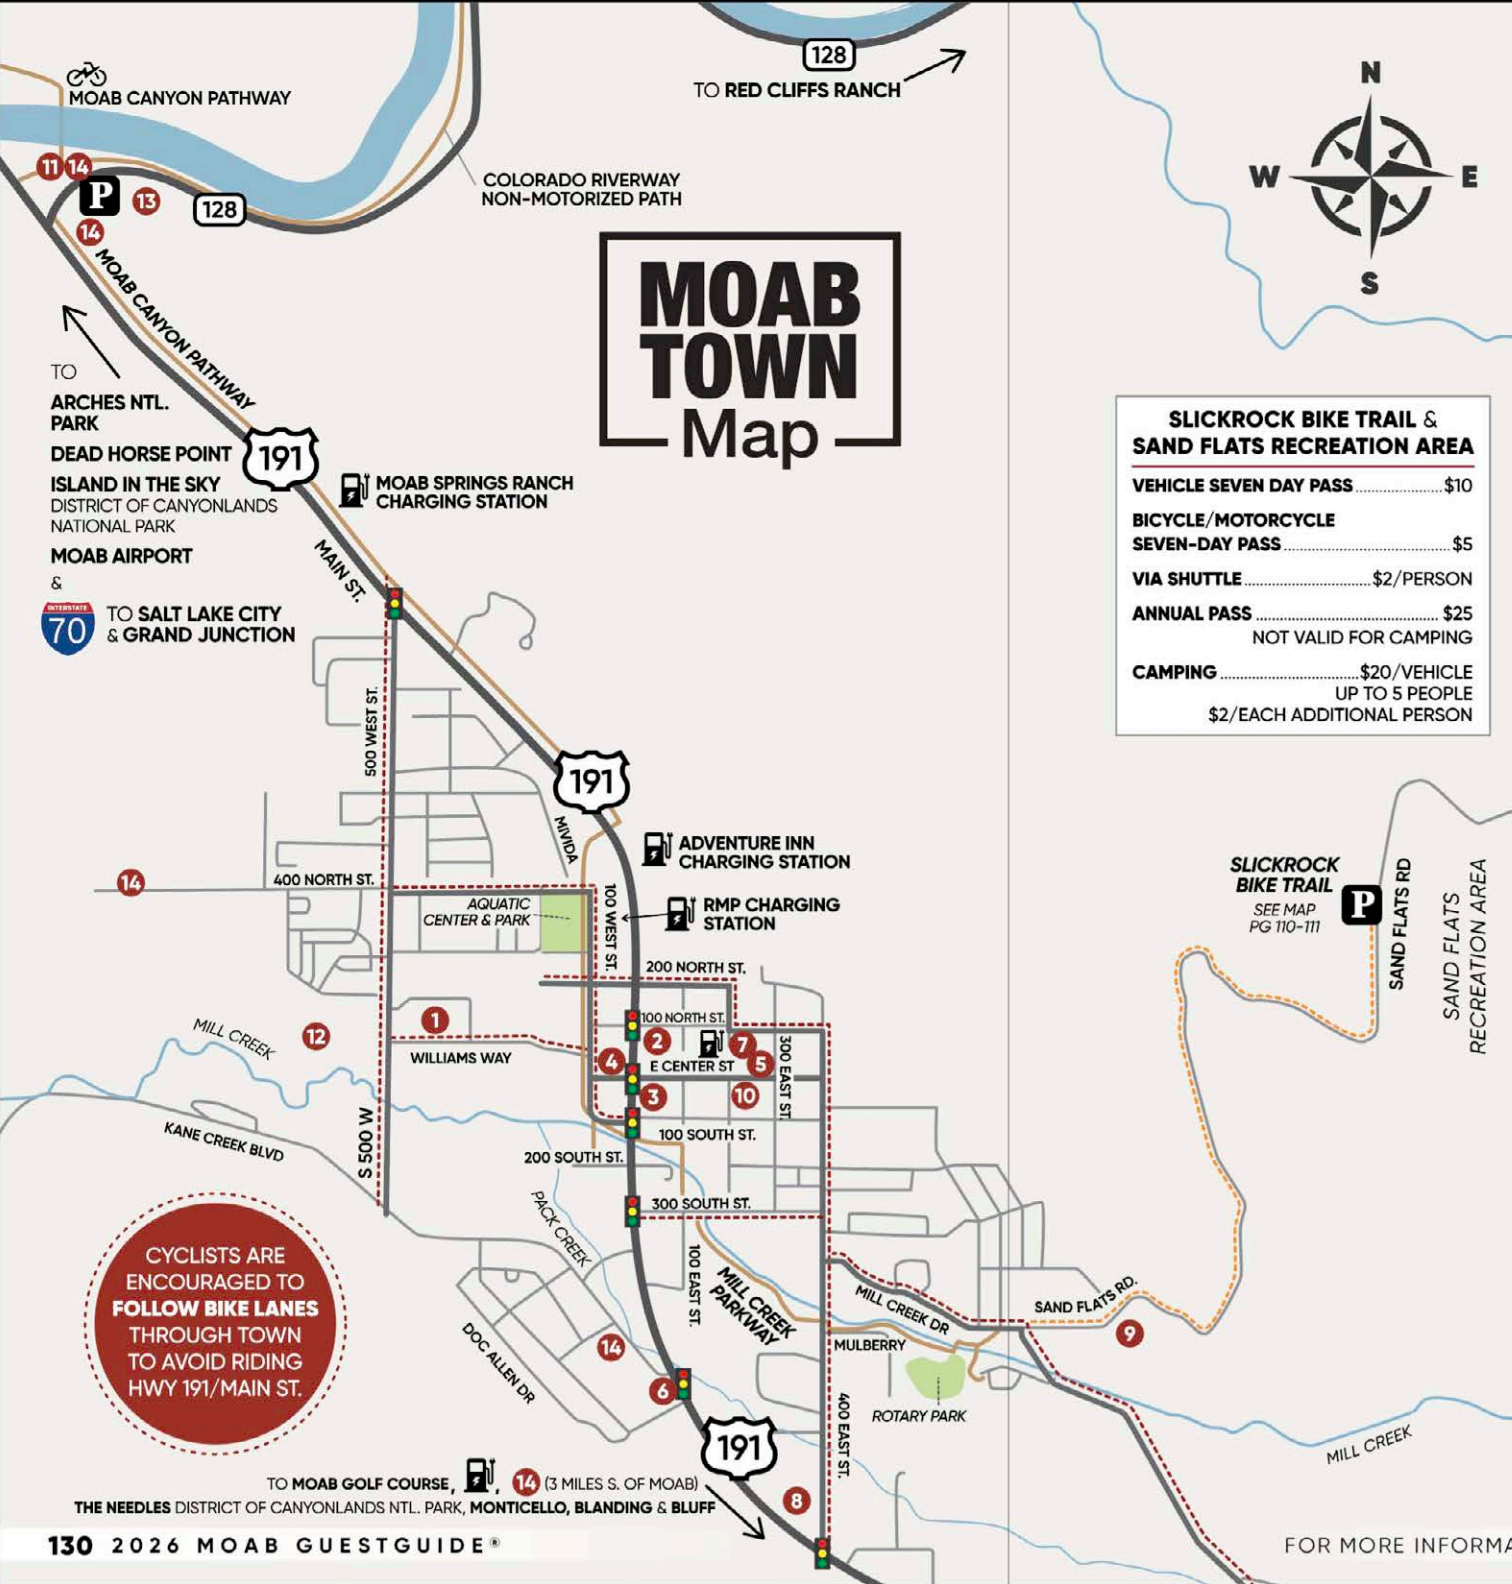 128
TO RED CLIFFS RANCH
N
W
E
S
MOAB CANYON PATHWAY
11
14
P
13
128
14
COLORADO RIVERWAY
NON-MOTORIZED PATH
MOAB CANYON PATHWAY
MOAB
TOWN
Map
TO
ARCHES NTL.
PARK
DEAD HORSE POINT
ISLAND IN THE SKY
DISTRICT OF CANYONLANDS
NATIONAL PARK
MOAB AIRPORT
&
INTERSTATE
70
TO SALT LAKE CITY
& GRAND JUNCTION
191
MOAB SPRINGS RANCH
CHARGING STATION
MAIN ST.
SLICKROCK BIKE TRAIL &
SAND FLATS RECREATION AREA
VEHICLE SEVEN DAY PASS ..................... $10
BICYCLE/MOTORCYCLE
SEVEN-DAY PASS ......................................... $5
VIA SHUTTLE ............................... $2/PERSON
ANNUAL PASS ............................................ $25
NOT VALID FOR CAMPING
CAMPING .................................. $20/VEHICLE
UP TO 5 PEOPLE
$2/EACH ADDITIONAL PERSON
500 WEST ST.
191
MIVIDA
ADVENTURE INN
CHARGING STATION
14
400 NORTH ST.
AQUATIC
CENTER & PARK
100 WEST ST.
RMP CHARGING
STATION
SLICKROCK
BIKE TRAIL
SEE MAP
PG 110-111
P
SAND FLATS RD
SAND FLATS
RECREATION AREA
200 NORTH ST.
MILL CREEK
12
1
WILLIAMS WAY
100 NORTH ST.
2
7
4
E CENTER ST
5
300 EAST ST.
3
10
KANE CREEK BLVD
S 500 W
100 SOUTH ST.
200 SOUTH ST.
PACK CREEK
300 SOUTH ST.
100 EAST ST.
MILL CREEK
PARKWAY
MILL CREEK DR
SAND FLATS RD.
9
MULBERRY
ROTARY PARK
CYCLISTS ARE
ENCOURAGED TO
FOLLOW BIKE LANES
THROUGH TOWN
TO AVOID RIDING
HWY 191/MAIN ST.
DOC ALLEN DR
14
6
191
400 EAST ST.
MILL CREEK
8
TO MOAB GOLF COURSE, , 14 (3 MILES S. OF MOAB)
THE NEEDLES DISTRICT OF CANYONLANDS NTL. PARK, MONTICELLO, BLANDING & BLUFF
130 2026 MOAB GUESTGUIDE®
FOR MORE INFORMA